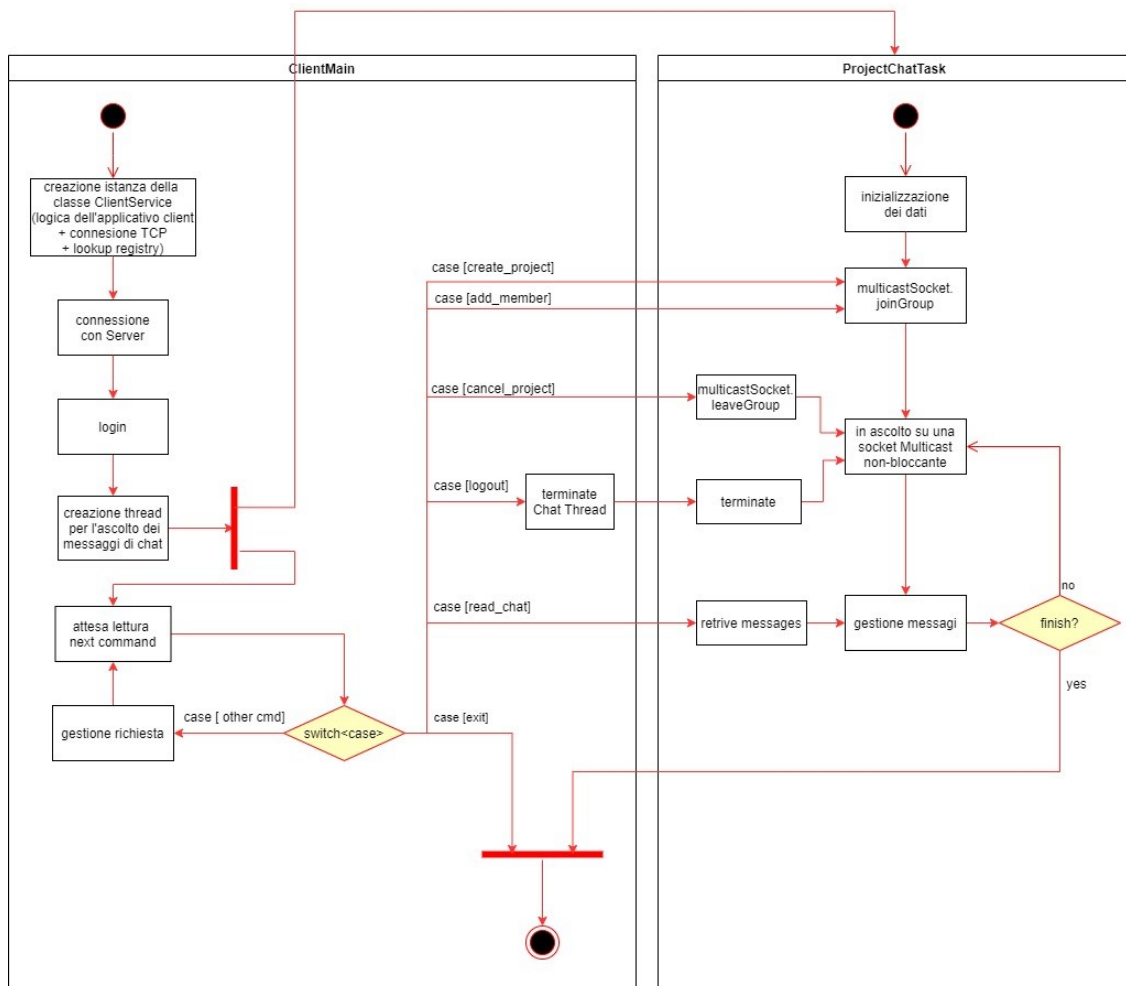 ClientMain
ProjectChatTask
creazione istanza della
classe ClientService
(logica dell'applicativo client
+ connesione TCP
+ lookup registry)
connessione
con Server
login
creazione thread
per l'ascolto dei
messaggi di chat
attesa lettura
next command
gestione richiesta
case [ other cmd]
switch<case>
case [create_project]
case [add_member]
case [cancel_project]
case [logout]
terminate
Chat Thread
case [read_chat]
case [exit]
inizializzazione
dei dati
multicastSocket.
joinGroup
multicastSocket.
leaveGroup
in ascolto su una
socket Multicast
non-bloccante
terminate
retrive messages
gestione messagi
finish?
no
yes